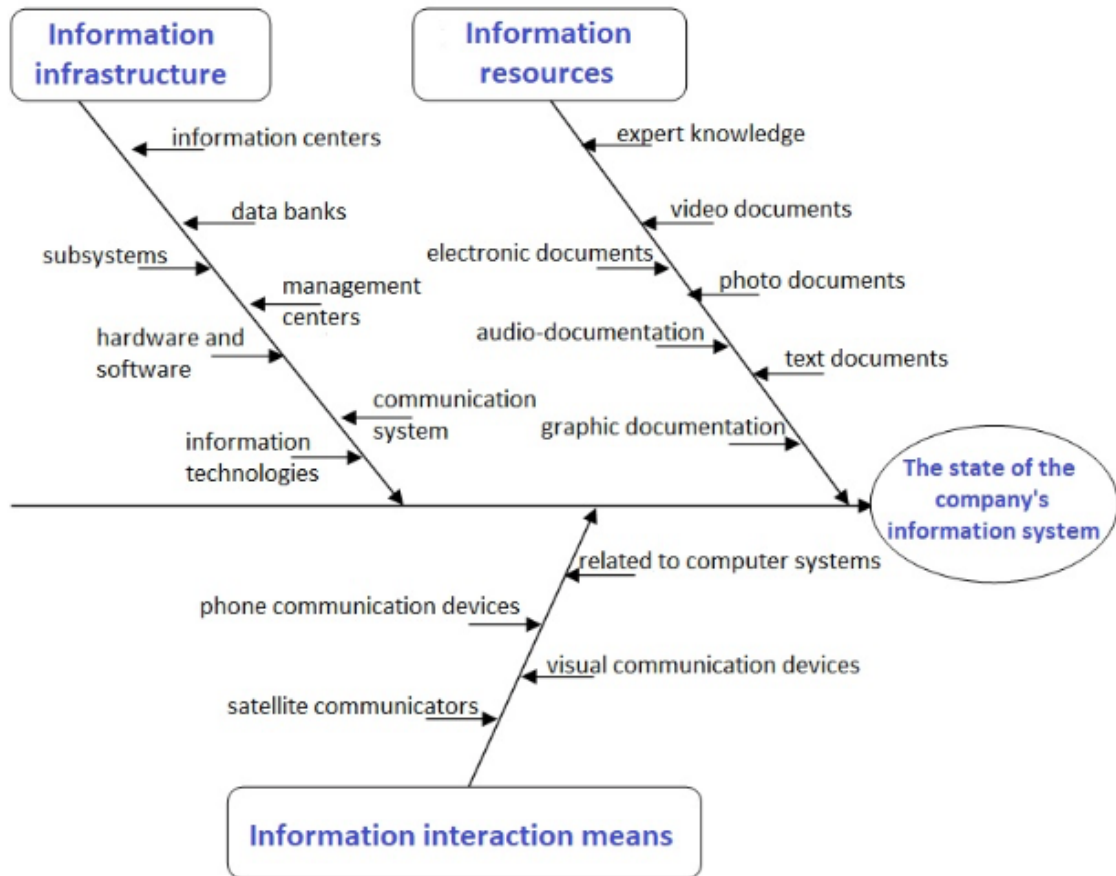 Information
infrastructure
Information
resources
information centers
expert knowledge
data banks
video documents
subsystems
electronic documents
management
centers
photo documents
hardware and
software
audio-documentation
text documents
communication
system
graphic documentation
information
technologies
The state of the
company's
information system
related to computer systems
phone communication devices
visual communication devices
satellite communicators
Information interaction means